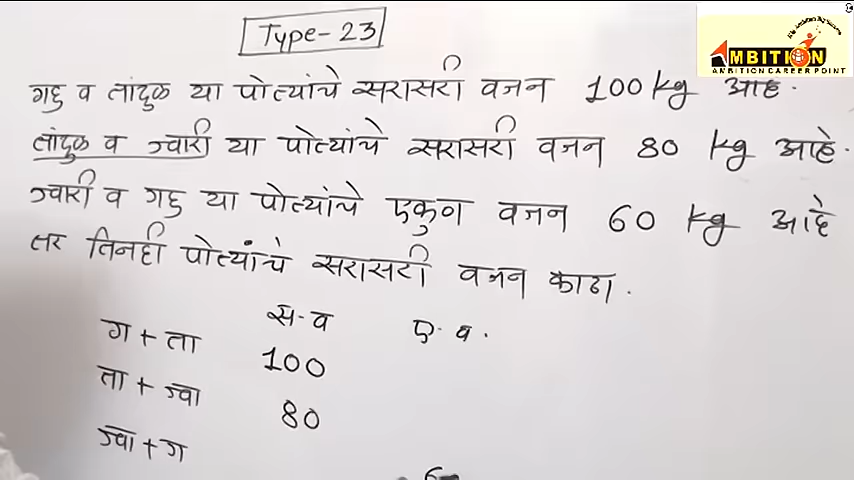 Type-23
AMBITION
AMBITION CAREER POINT
गहु व तांदुळ या पोत्यांचे सरासरी वजन 100 kg आहे.
तांदुळ व ज्वारी या पोत्यांचे सरासरी वजन 80 kg आहे.
ज्वारी व गहु या पोत्यांचे एकुण वजन 60 kg आहे
तर तिनही पोत्यांचे सरासरी वजन काढा.
स.व ए.व.
ग + ता 100
ता + ज्वा 80
ज्वा + ग